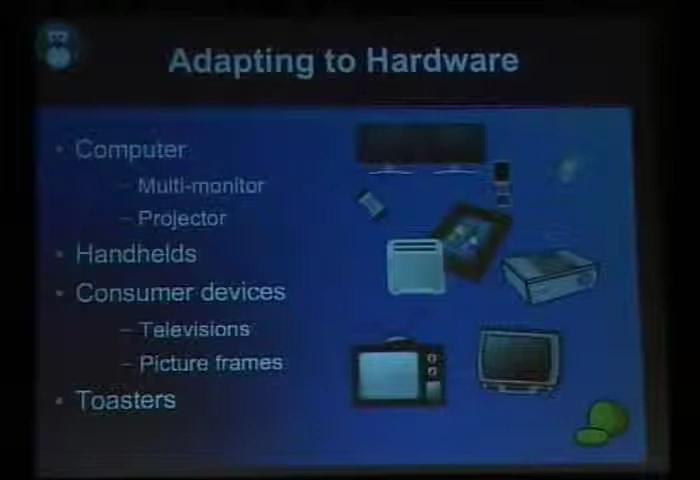 Adapting to Hardware
• Computer
– Multi-monitor
– Projector
• Handhelds
• Consumer devices
– Televisions
– Picture frames
• Toasters